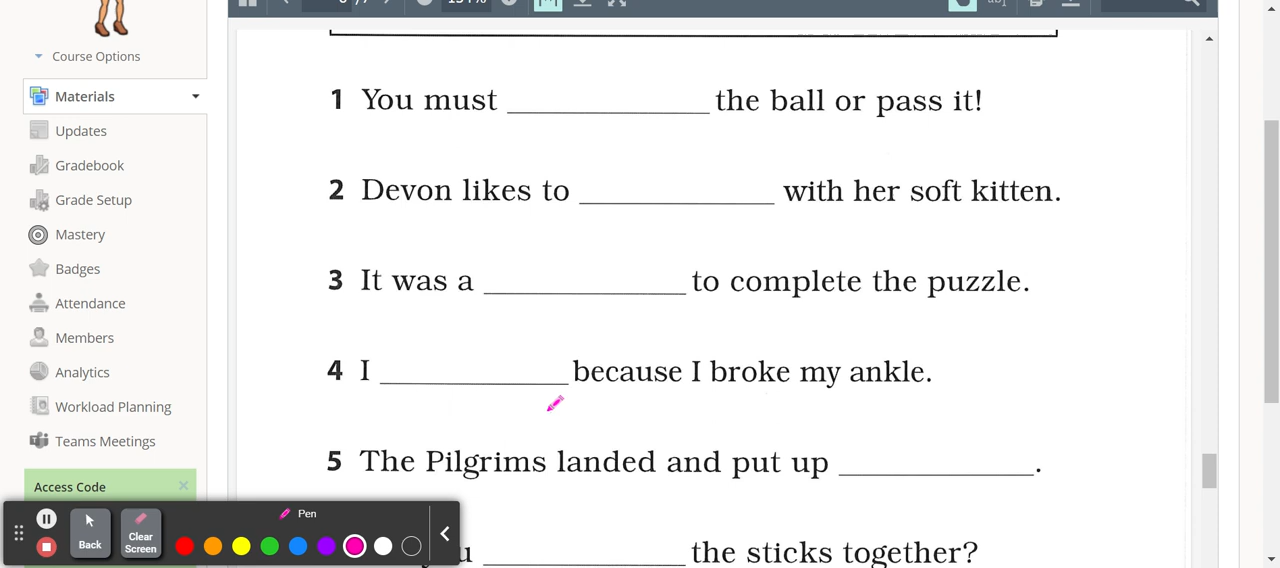 Course Options
Materials
Updates
Gradebook
Grade Setup
Mastery
Badges
Attendance
Members
Analytics
Workload Planning
Teams Meetings
Access Code
1 You must ____________ the ball or pass it!
2 Devon likes to ____________ with her soft kitten.
3 It was a ____________ to complete the puzzle.
4 I ____________ because I broke my ankle.
5 The Pilgrims landed and put up ____________.
____________ the sticks together?
Pen
Back
Clear
Screen